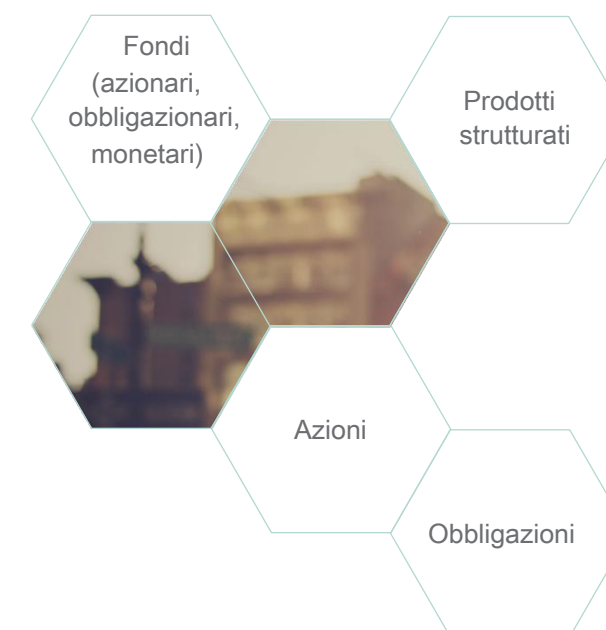 Fondi
(azionari,
obbligazionari,
monetari)
Prodotti
strutturati
Azioni
Obbligazioni